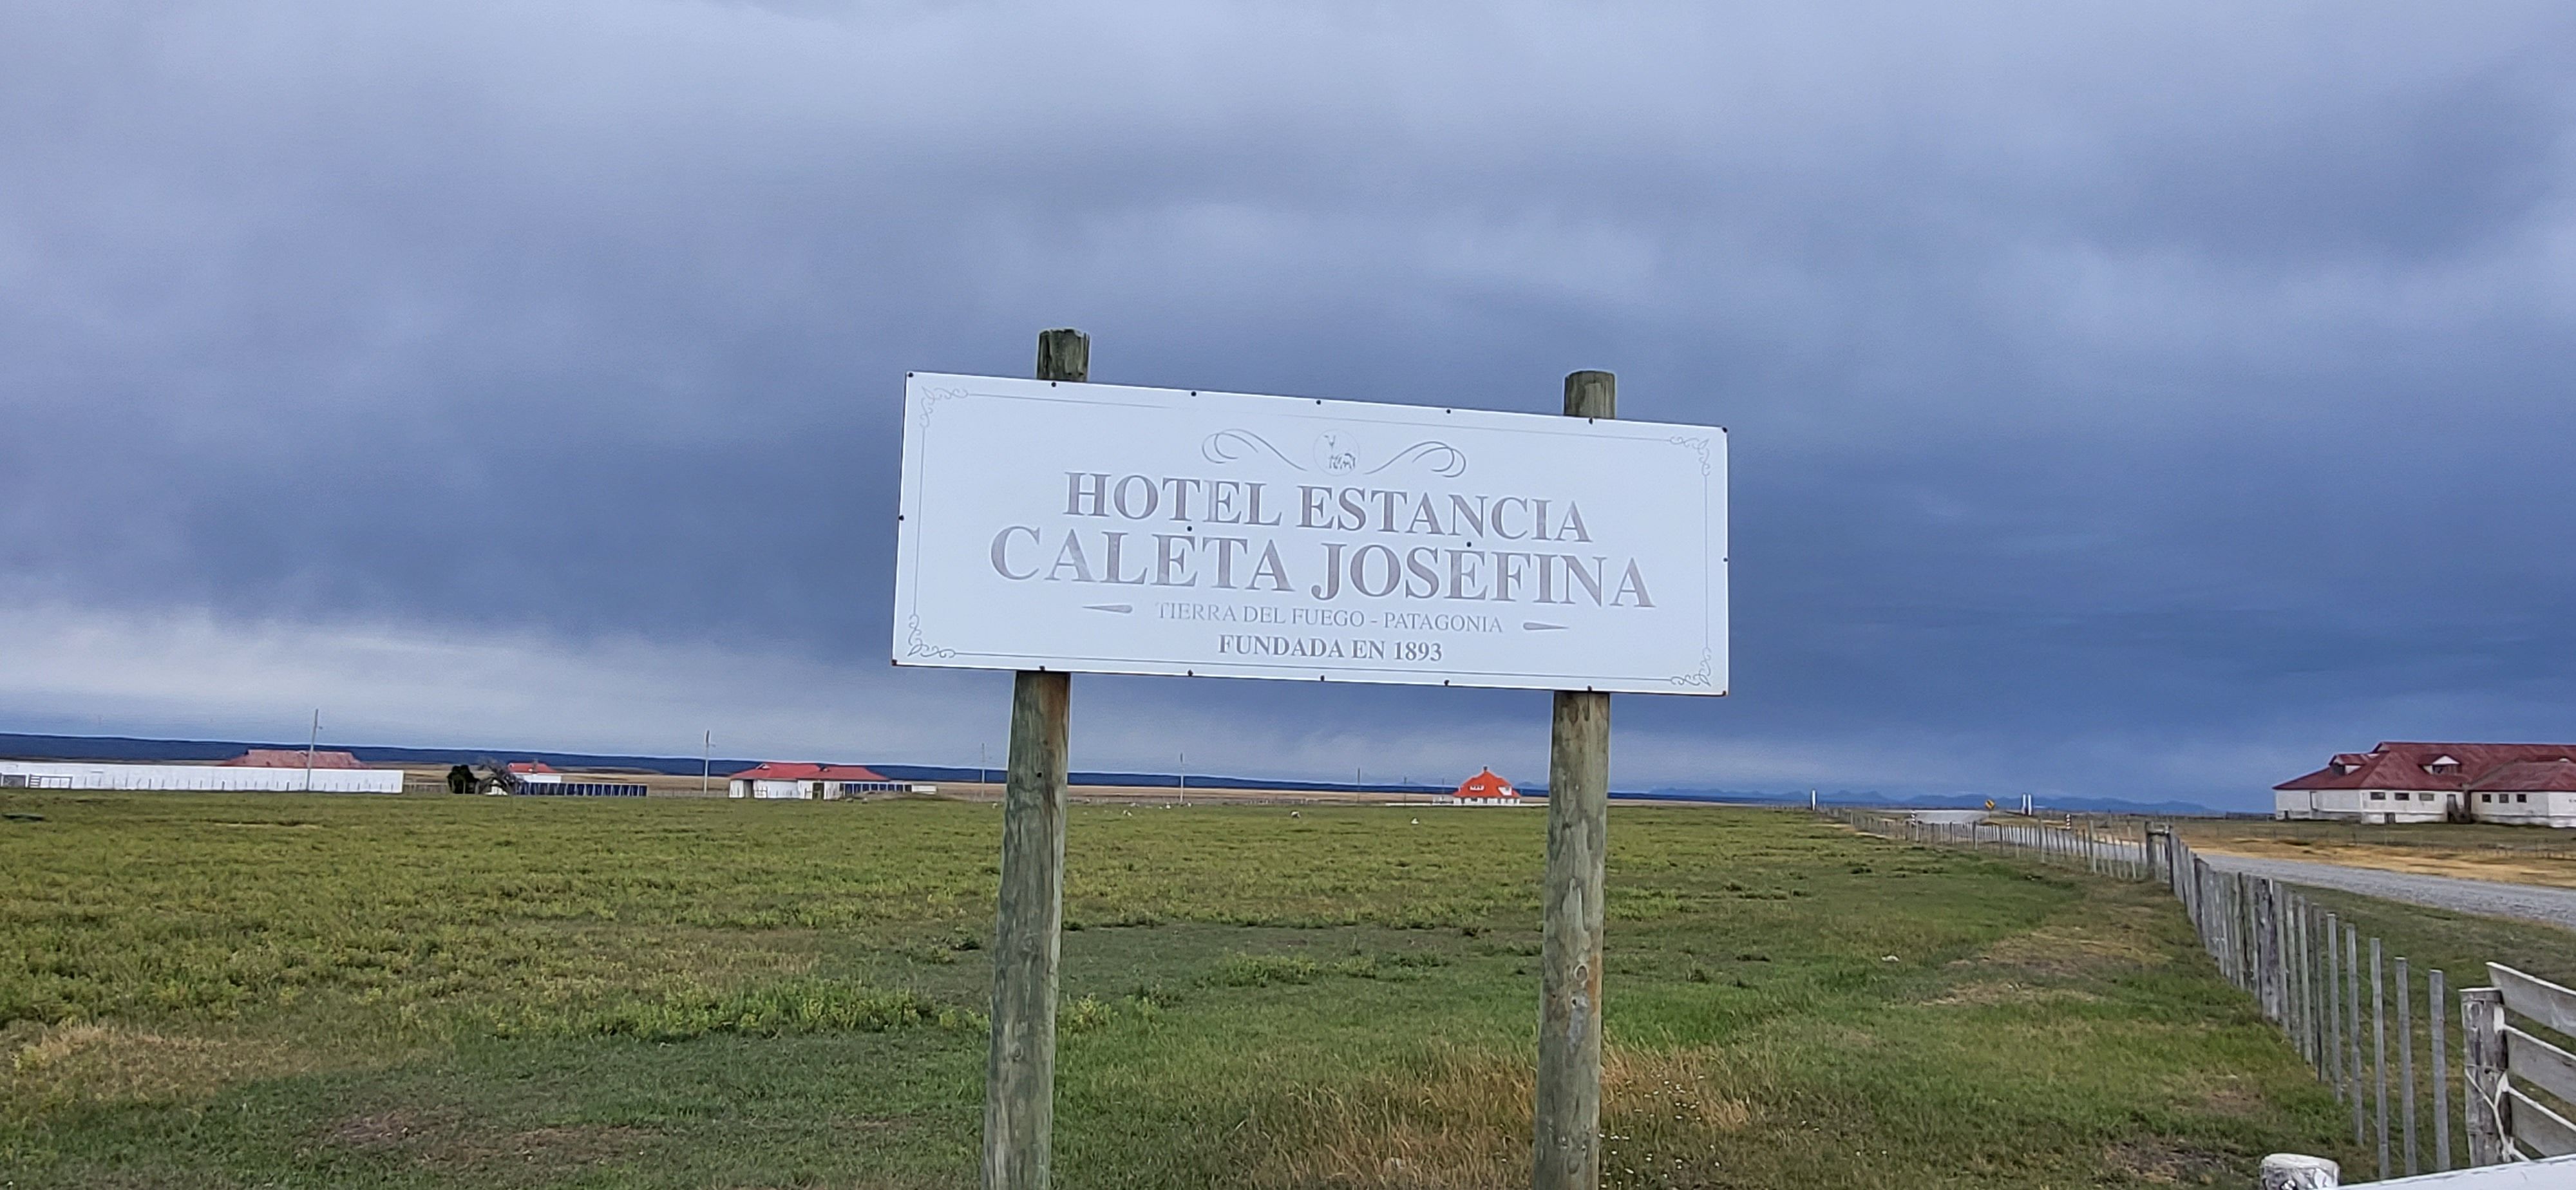 HOTEL ESTANCIA
CALETA JOSEFINA
TIERRA DEL FUEGO - PATAGONIA
FUNDADA EN 1893